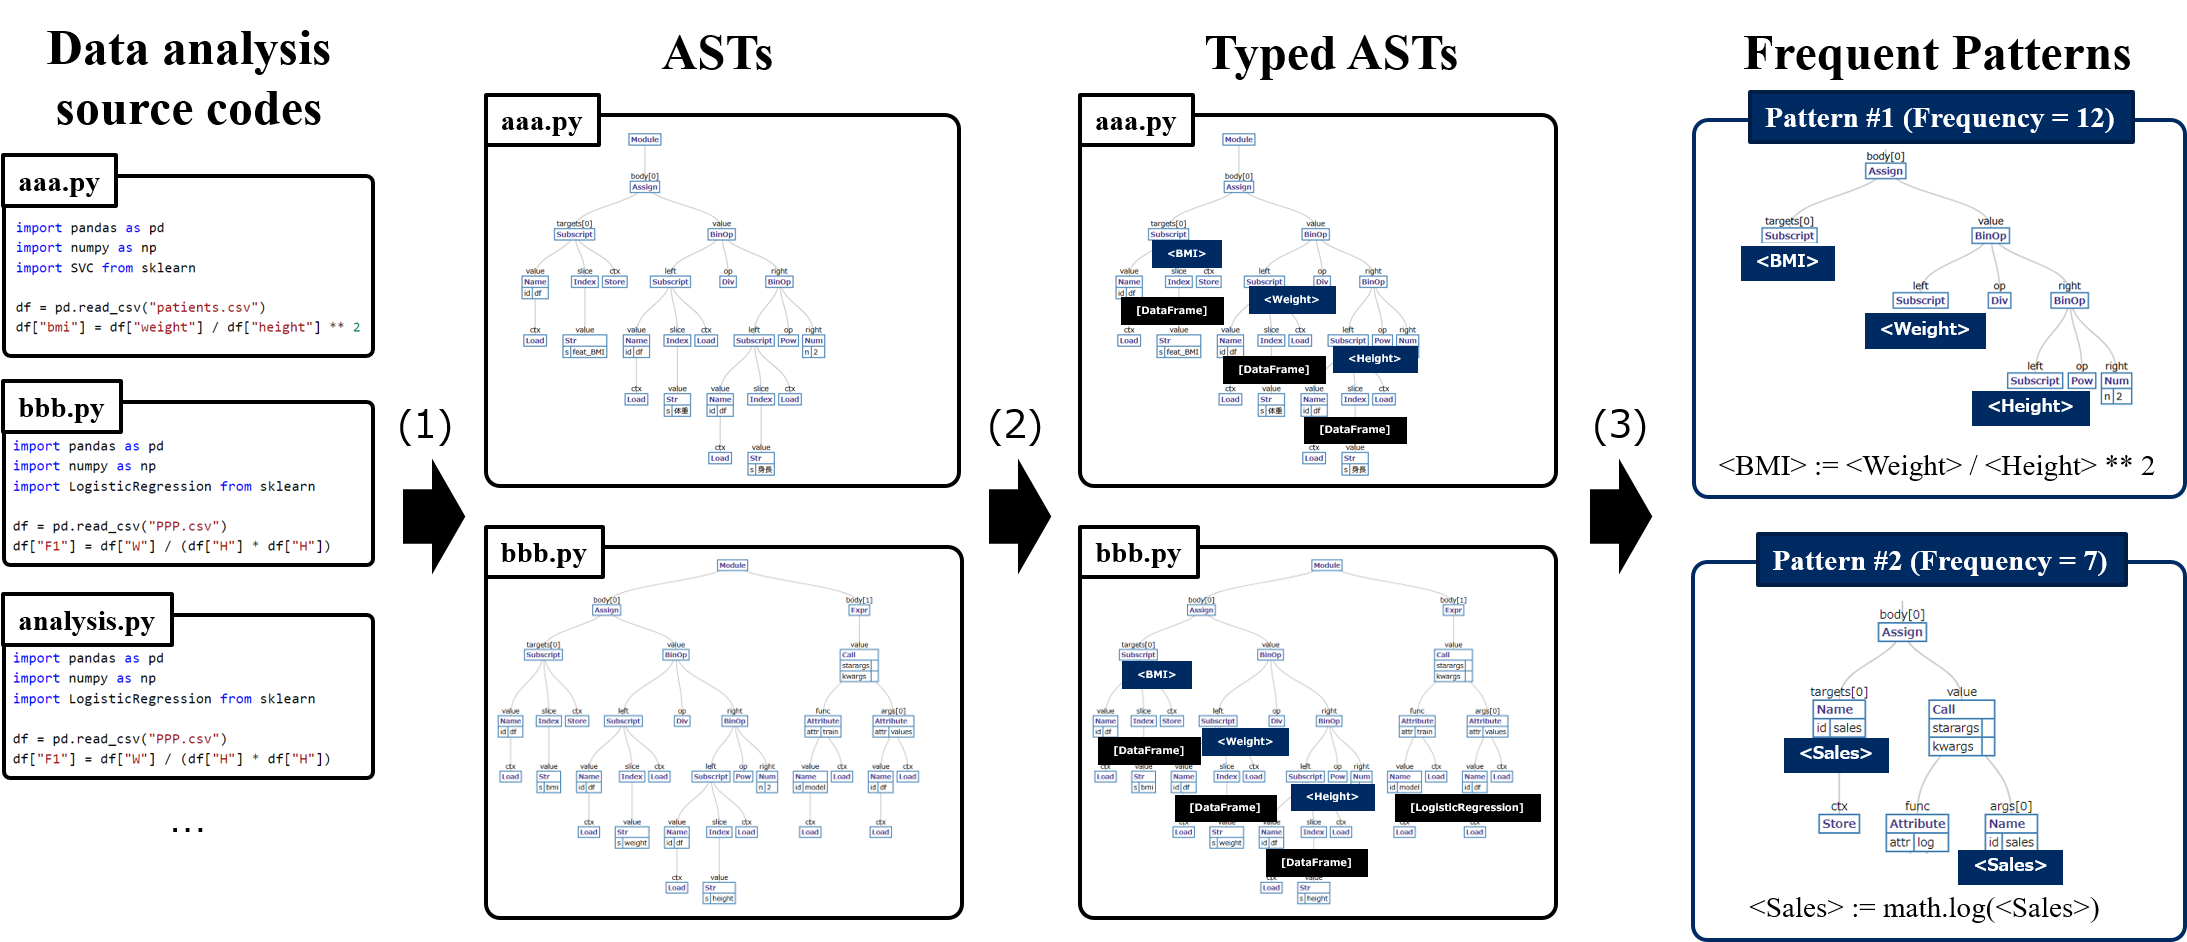 Data analysis
source codes
aaa.py
import pandas as pd
import numpy as np
import SVC from sklearn
df = pd.read_csv("patients.csv")
df["bmi"] = df["weight"] / df["height"] ** 2
bbb.py
import pandas as pd
import numpy as np
import LogisticRegression from sklearn
df = pd.read_csv("PPP.csv")
df["F1"] = df["W"] / (df["H"] * df["H"])
analysis.py
import pandas as pd
import numpy as np
import LogisticRegression from sklearn
df = pd.read_csv("PPP.csv")
df["F1"] = df["W"] / (df["H"] * df["H"])
...
(1)
ASTs
aaa.py
Module
body[0]
Assign
targets[0] value
Subscript BinOp
value slice ctx left op right
Name Index Store Subscript Div BinOp
id df
ctx value value slice ctx left op right
Load Str Name Index Load Subscript Pow Num
s feat_BMI id df n 2
ctx value value slice ctx
Load Str Name Index Load
s 体重 id df
ctx value
Load Str
s 身長
bbb.py
Module
body[0] body[1]
Assign Expr
targets[0] value value
Subscript BinOp Call
starargs
kwargs
value slice ctx left op right func args[0]
Name Index Store Subscript Div BinOp Attribute Attribute
id df attr train attr values
ctx value value slice ctx left op right value ctx value ctx
Load Str Name Index Load Subscript Pow Num Name Load Name Load
s bmi id df n 2 id model id df
ctx value value slice ctx ctx ctx
Load Str Name Index Load Load Load
s weight id df
ctx value
Load Str
s height
(2)
Typed ASTs
aaa.py
Module
body[0]
Assign
targets[0] value
Subscript BinOp
<BMI>
value slice ctx left op right
Name Index Store Subscript Div BinOp
id df
<Weight>
[DataFrame]
ctx value value slice ctx left op right
Load Str Name Index Load Subscript Pow Num
s feat_BMI id df
<Height>
[DataFrame]
ctx value value slice ctx
Load Str Name Index Load
s 体重 id df
[DataFrame]
ctx value
Load Str
s 身長
bbb.py
Module
body[0] body[1]
Assign Expr
targets[0] value value
Subscript BinOp Call
starargs
kwargs
<BMI>
value slice ctx left op right func args[0]
Name Index Store Subscript Div BinOp Attribute Attribute
id df attr train attr values
<Weight>
[DataFrame]
ctx value value slice ctx left op right value ctx value ctx
Load Str Name Index Load Subscript Pow Num Name Load Name Load
s bmi id df id model id df
<Height>
[DataFrame] [LogisticRegression]
value slice ctx ctx ctx
Load Str Name Index Load Load Load
s weight id df
[DataFrame]
ctx value
Load Str
s height
(3)
Frequent Patterns
Pattern #1 (Frequency = 12)
body[0]
Assign
targets[0] value
Subscript BinOp
<BMI>
left op right
Subscript Div BinOp
<Weight>
left op right
Subscript Pow Num
n 2
<Height>
<BMI> := <Weight> / <Height> ** 2
Pattern #2 (Frequency = 7)
body[0]
Assign
targets[0] value
Name Call
id sales starargs
kwargs
<Sales>
ctx func args[0]
Store Attribute Name
attr log id sales
<Sales>
<Sales> := math.log(<Sales>)